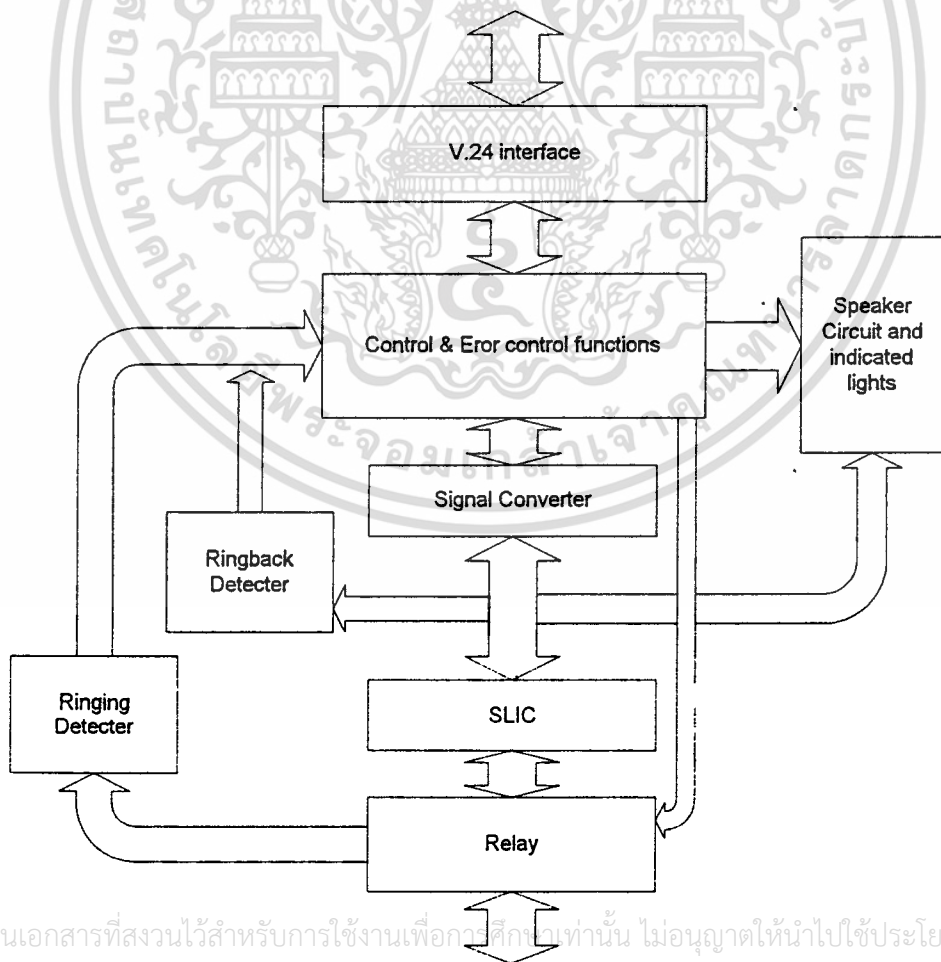 V.24 interface
Control & Eror control functions
Speaker
Circuit and
indicated
lights
Signal Converter
Ringback
Detecter
Ringing
Detecter
SLIC
Relay
นเอกสารที่สงวนไว้สำหรับการใช้งานเพื่อการศึกษาเท่านั้น ไม่อนุญาตให้นำไปใช้ประโย